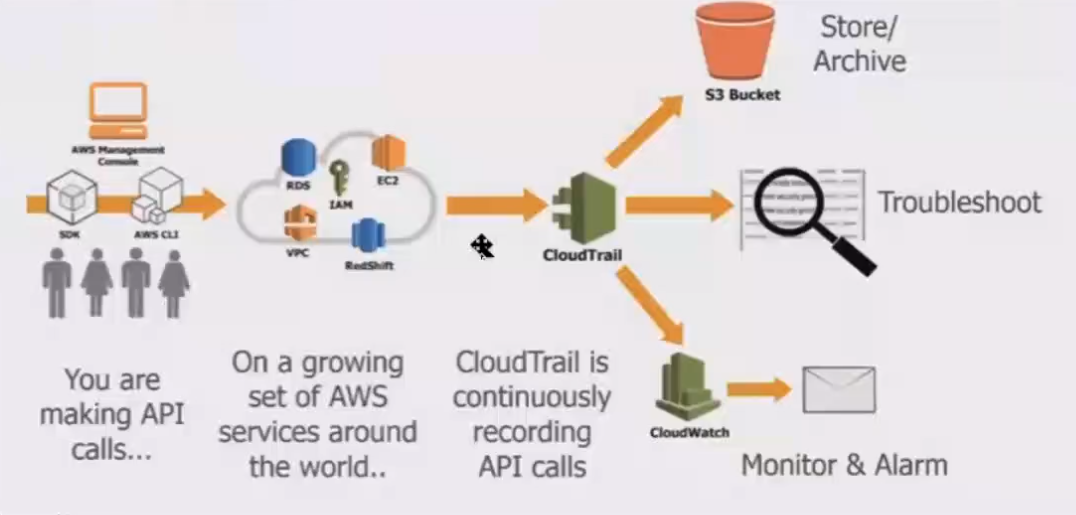 Store/
Archive
S3 Bucket
AWS Management
Console
RDS
EC2
IAM
SDK
AWS CLI
VPC
RedShift
CloudTrail
Troubleshoot
You are
making API
calls...
On a growing
set of AWS
services around
the world..
CloudTrail is
continuously
recording
API calls
CloudWatch
Monitor & Alarm